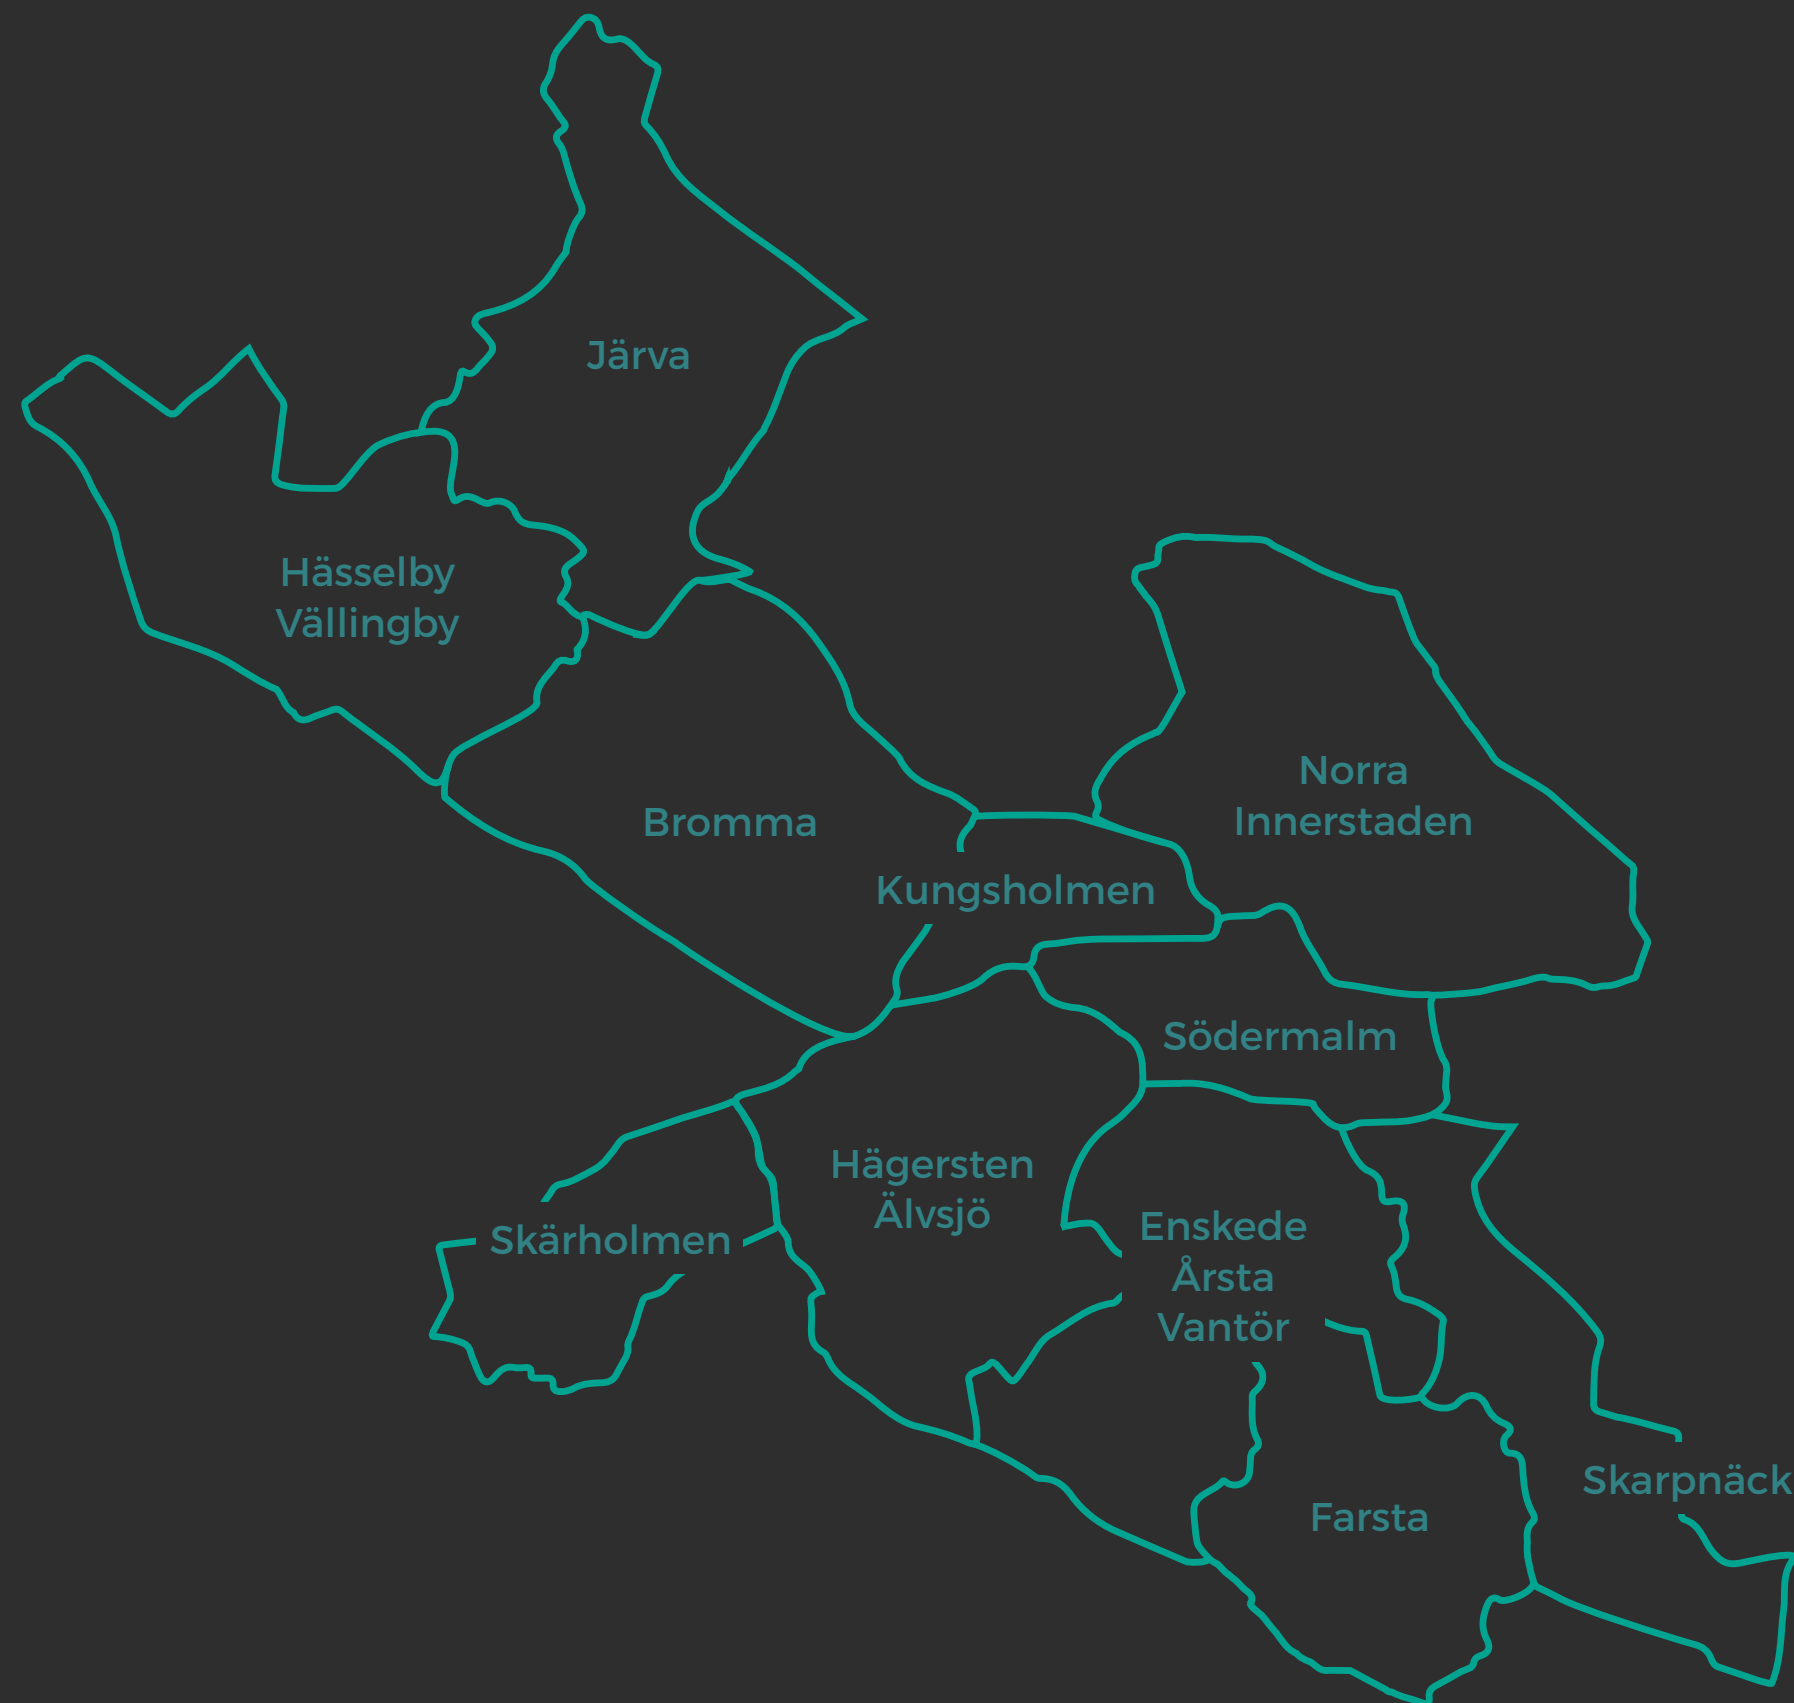 Järva
Hässelby
Vällingby
Norra
Innerstaden
Bromma
Kungsholmen
Södermalm
Hägersten
Älvsjö
Skärholmen
Enskede
Årsta
Vantör
Skarpnäck
Farsta